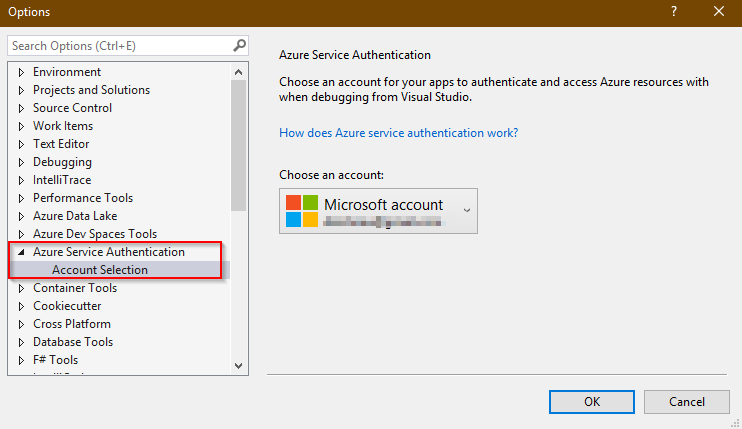 Options
Search Options (Ctrl+E)
Environment
Projects and Solutions
Source Control
Work Items
Text Editor
Debugging
IntelliTrace
Performance Tools
Azure Data Lake
Azure Dev Spaces Tools
Azure Service Authentication
Account Selection
Container Tools
Cookiecutter
Cross Platform
Database Tools
F# Tools
Azure Service Authentication
Choose an account for your apps to authenticate and access Azure resources with
when debugging from Visual Studio.
How does Azure service authentication work?
Choose an account:
Microsoft account
OK
Cancel